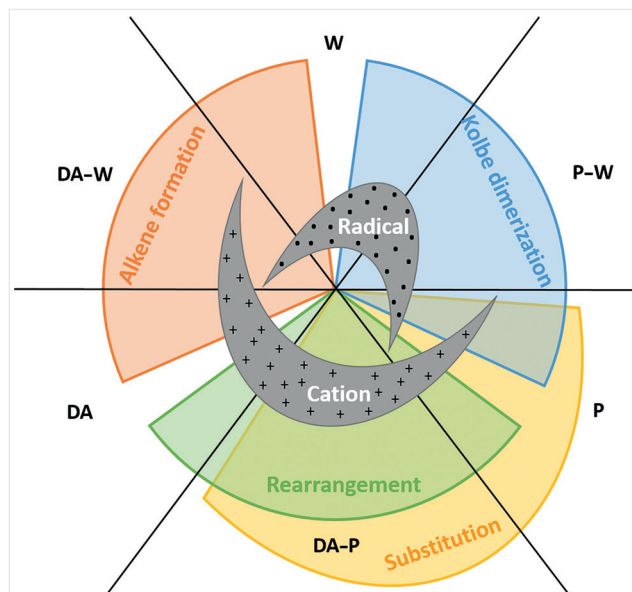 W
DA–W
Alkene formation
Kolbe dimerization
P–W
Radical
Cation
DA
P
Rearrangement
DA–P
Substitution